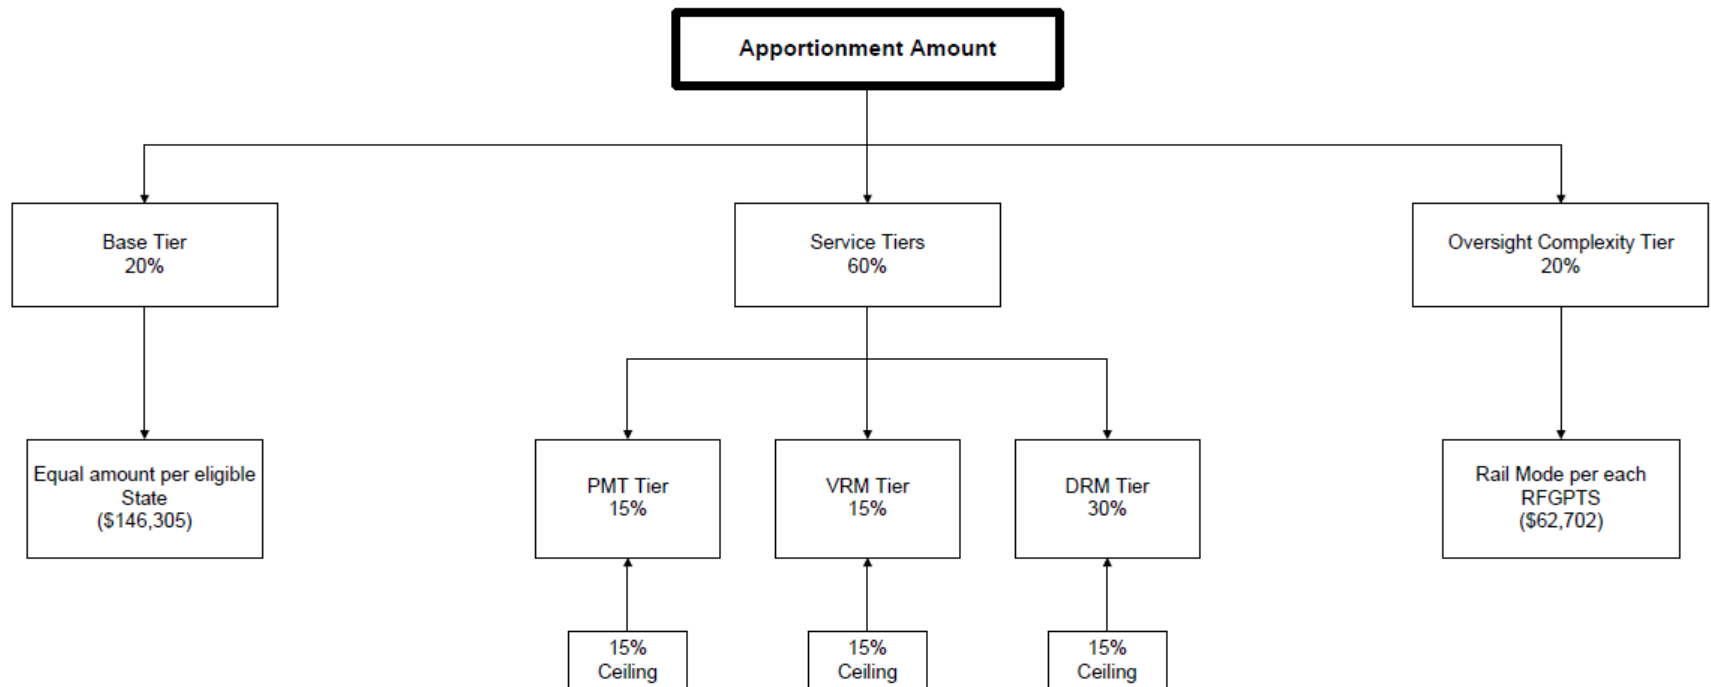 Apportionment Amount
Base Tier
20%
Service Tiers
60%
Oversight Complexity Tier
20%
Equal amount per eligible
State
($146,305)
PMT Tier
15%
VRM Tier
15%
DRM Tier
30%
Rail Mode per each
RFGPTS
($62,702)
15%
Ceiling
15%
Ceiling
15%
Ceiling